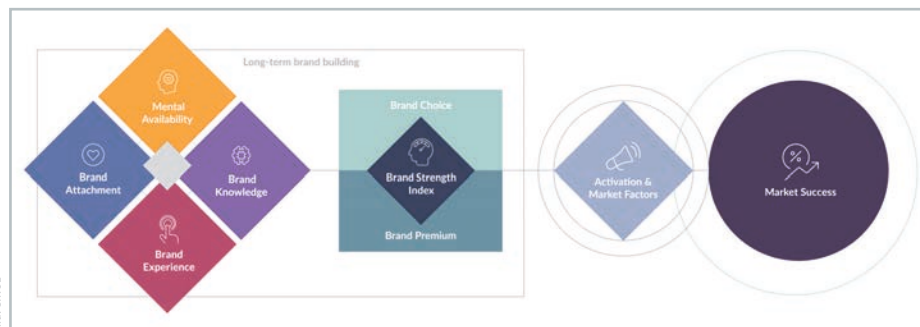 Long-term brand building
Mental
Availability
Brand
Attachment
Brand
Knowledge
Brand
Experience
Brand Choice
Brand Strength
Index
Brand Premium
Activation &
Market Factors
Market Success